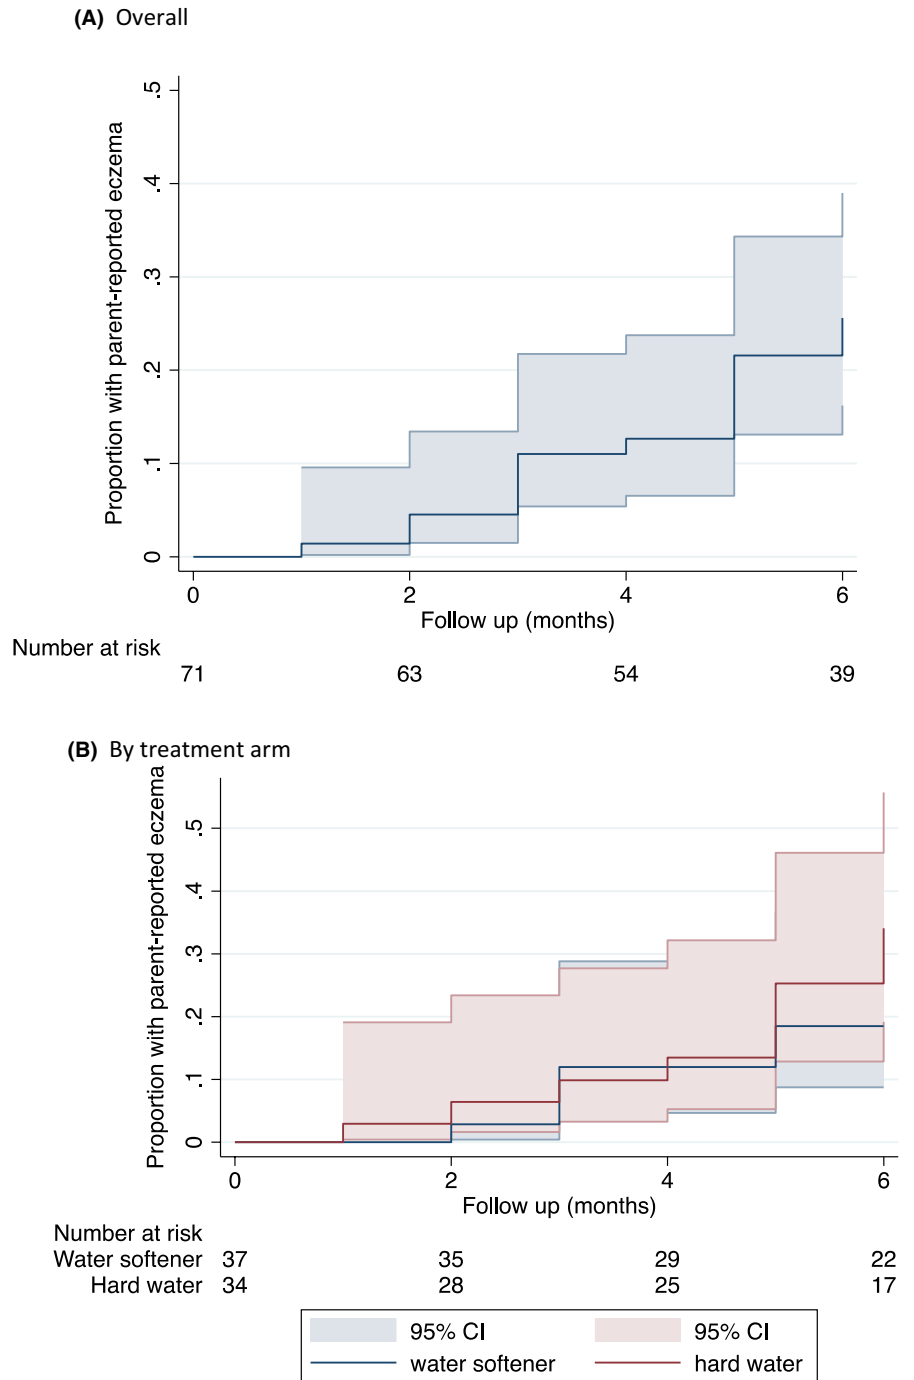 (A) Overall
Proportion with parent-reported eczema
.5
.4
.3
.2
.1
0
0 2 4 6
Follow up (months)
Number at risk
71 63 54 39
(B) By treatment arm
Proportion with parent-reported eczema
.5
.4
.3
.2
.1
0
0 2 4 6
Follow up (months)
Number at risk
Water softener 37 35 29 22
Hard water 34 28 25 17
95% CI 95% CI
water softener hard water